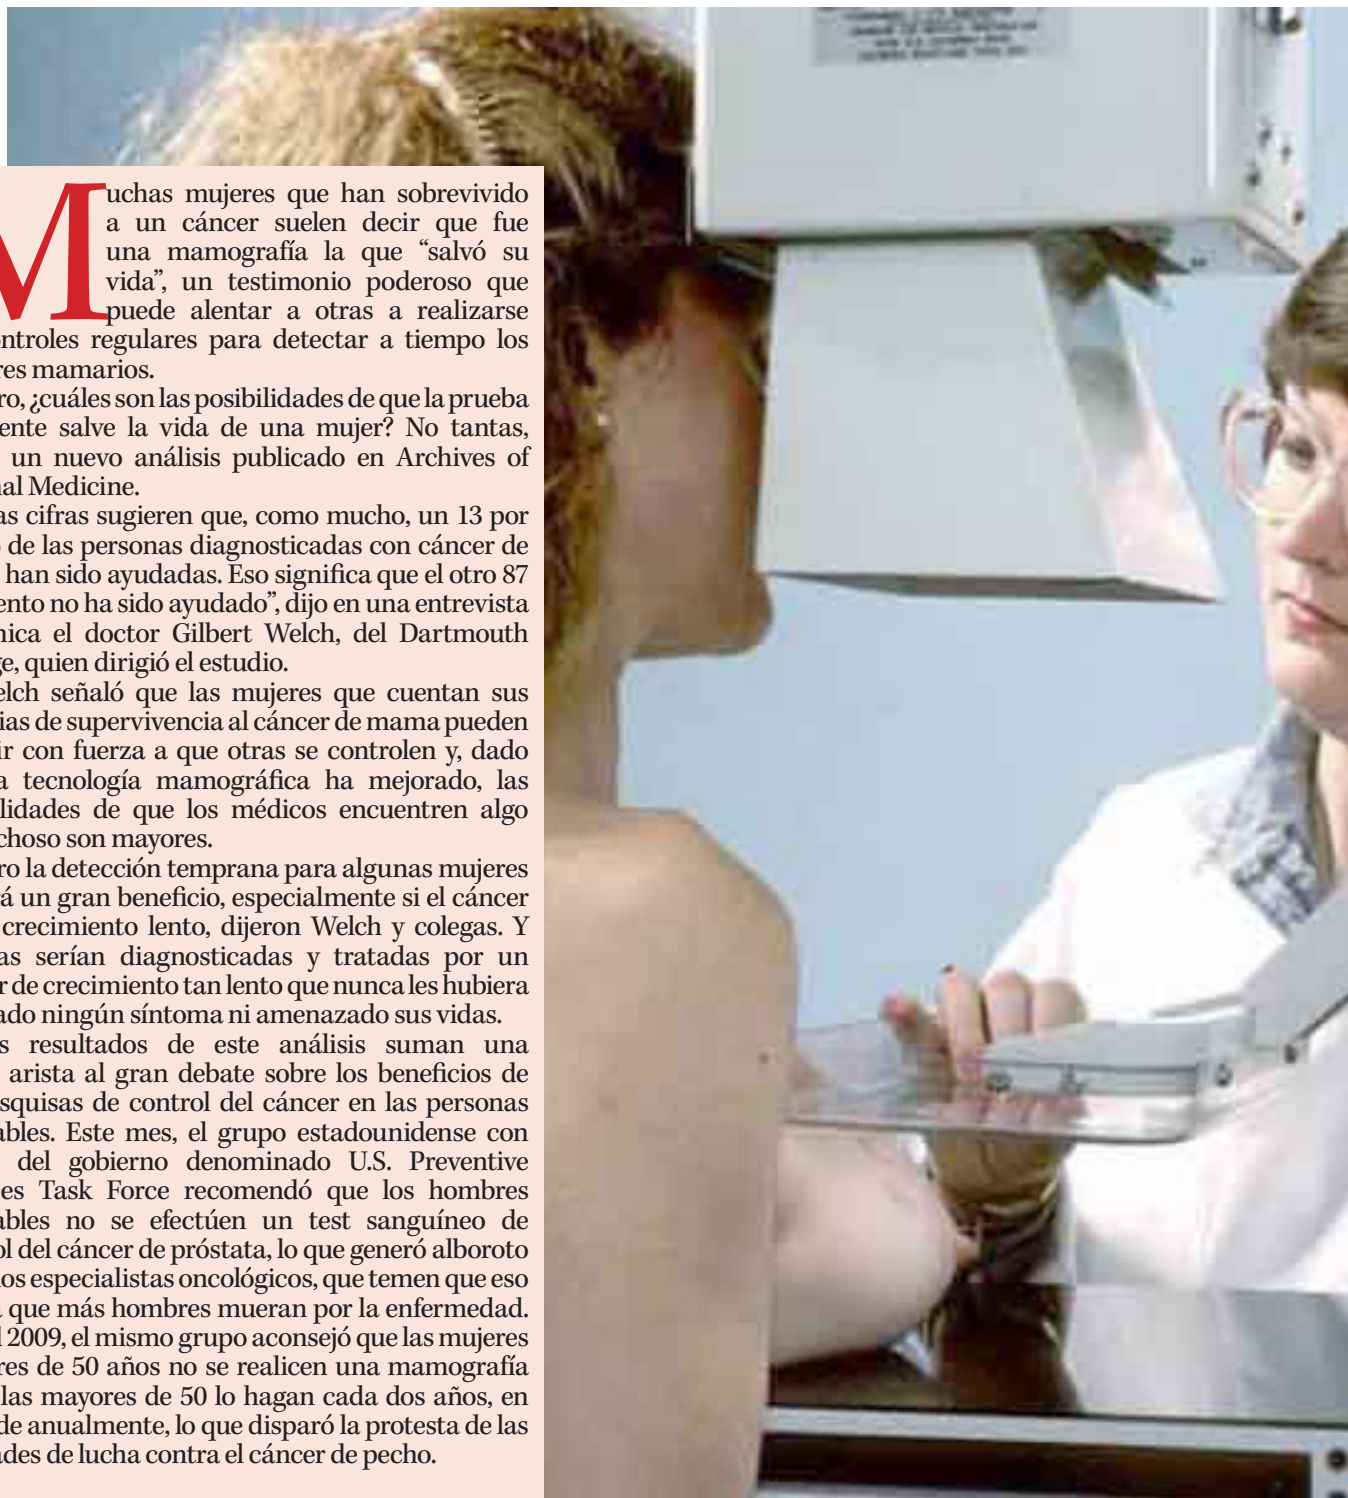 Muchas mujeres que han sobrevivido
a un cáncer suelen decir que fue
una mamografía la que “salvó su
vida”, un testimonio poderoso que
puede alentar a otras a realizarse
ntroles regulares para detectar a tiempo los
res mamarios.
ro, ¿cuáles son las posibilidades de que la prueba
ente salve la vida de una mujer? No tantas,
un nuevo análisis publicado en Archives of
nal Medicine.
as cifras sugieren que, como mucho, un 13 por
de las personas diagnosticadas con cáncer de
han sido ayudadas. Eso significa que el otro 87
ento no ha sido ayudado”, dijo en una entrevista
nica el doctor Gilbert Welch, del Dartmouth
ge, quien dirigió el estudio.
elch señaló que las mujeres que cuentan sus
ias de supervivencia al cáncer de mama pueden
ir con fuerza a que otras se controlen y, dado
a tecnología mamográfica ha mejorado, las
lidades de que los médicos encuentren algo
choso son mayores.
ro la detección temprana para algunas mujeres
á un gran beneficio, especialmente si el cáncer
crecimiento lento, dijeron Welch y colegas. Y
as serían diagnosticadas y tratadas por un
r de crecimiento tan lento que nunca les hubiera
ado ningún síntoma ni amenazado sus vidas.
s resultados de este análisis suman una
arista al gran debate sobre los beneficios de
squisas de control del cáncer en las personas
ables. Este mes, el grupo estadounidense con
del gobierno denominado U.S. Preventive
es Task Force recomendó que los hombres
ables no se efectúen un test sanguíneo de
ol del cáncer de próstata, lo que generó alboroto
los especialistas oncológicos, que temen que eso
a que más hombres mueran por la enfermedad.
l 2009, el mismo grupo aconsejó que las mujeres
res de 50 años no se realicen una mamografía
las mayores de 50 lo hagan cada dos años, en
de anualmente, lo que disparó la protesta de las
ades de lucha contra el cáncer de pecho.